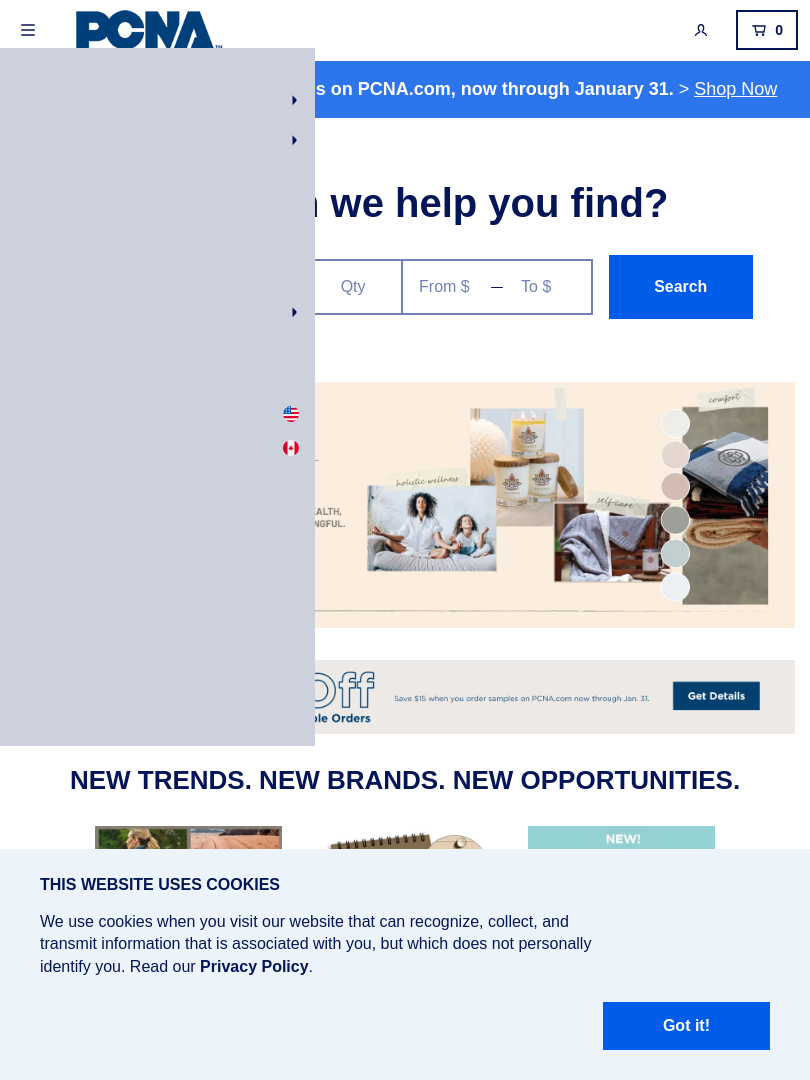 PCNA™
0
s on PCNA.com, now through January 31. > Shop Now
we help you find?
Qty
From $
To $
Search
comfort
holistic wellness
self-care
EALTH,
NGFUL.
Off
ple Orders
Save $15 when you order samples on PCNA.com now through Jan. 31.
Get Details
NEW TRENDS. NEW BRANDS. NEW OPPORTUNITIES.
NEW!
THIS WEBSITE USES COOKIES
We use cookies when you visit our website that can recognize, collect, and
transmit information that is associated with you, but which does not personally
identify you. Read our Privacy Policy.
Got it!